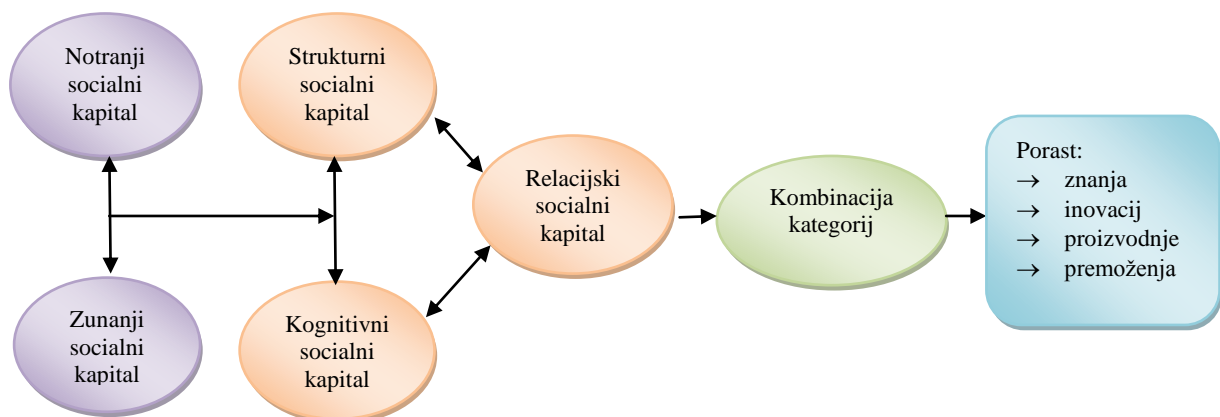 Notranji
socialni
kapital
Strukturni
socialni
kapital
Zunanji
socialni
kapital
Kognitivni
socialni
kapital
Relacijski
socialni
kapital
Kombinacija
kategorij
Porast:
→ znanja
→ inovacij
→ proizvodnje
→ premoženja